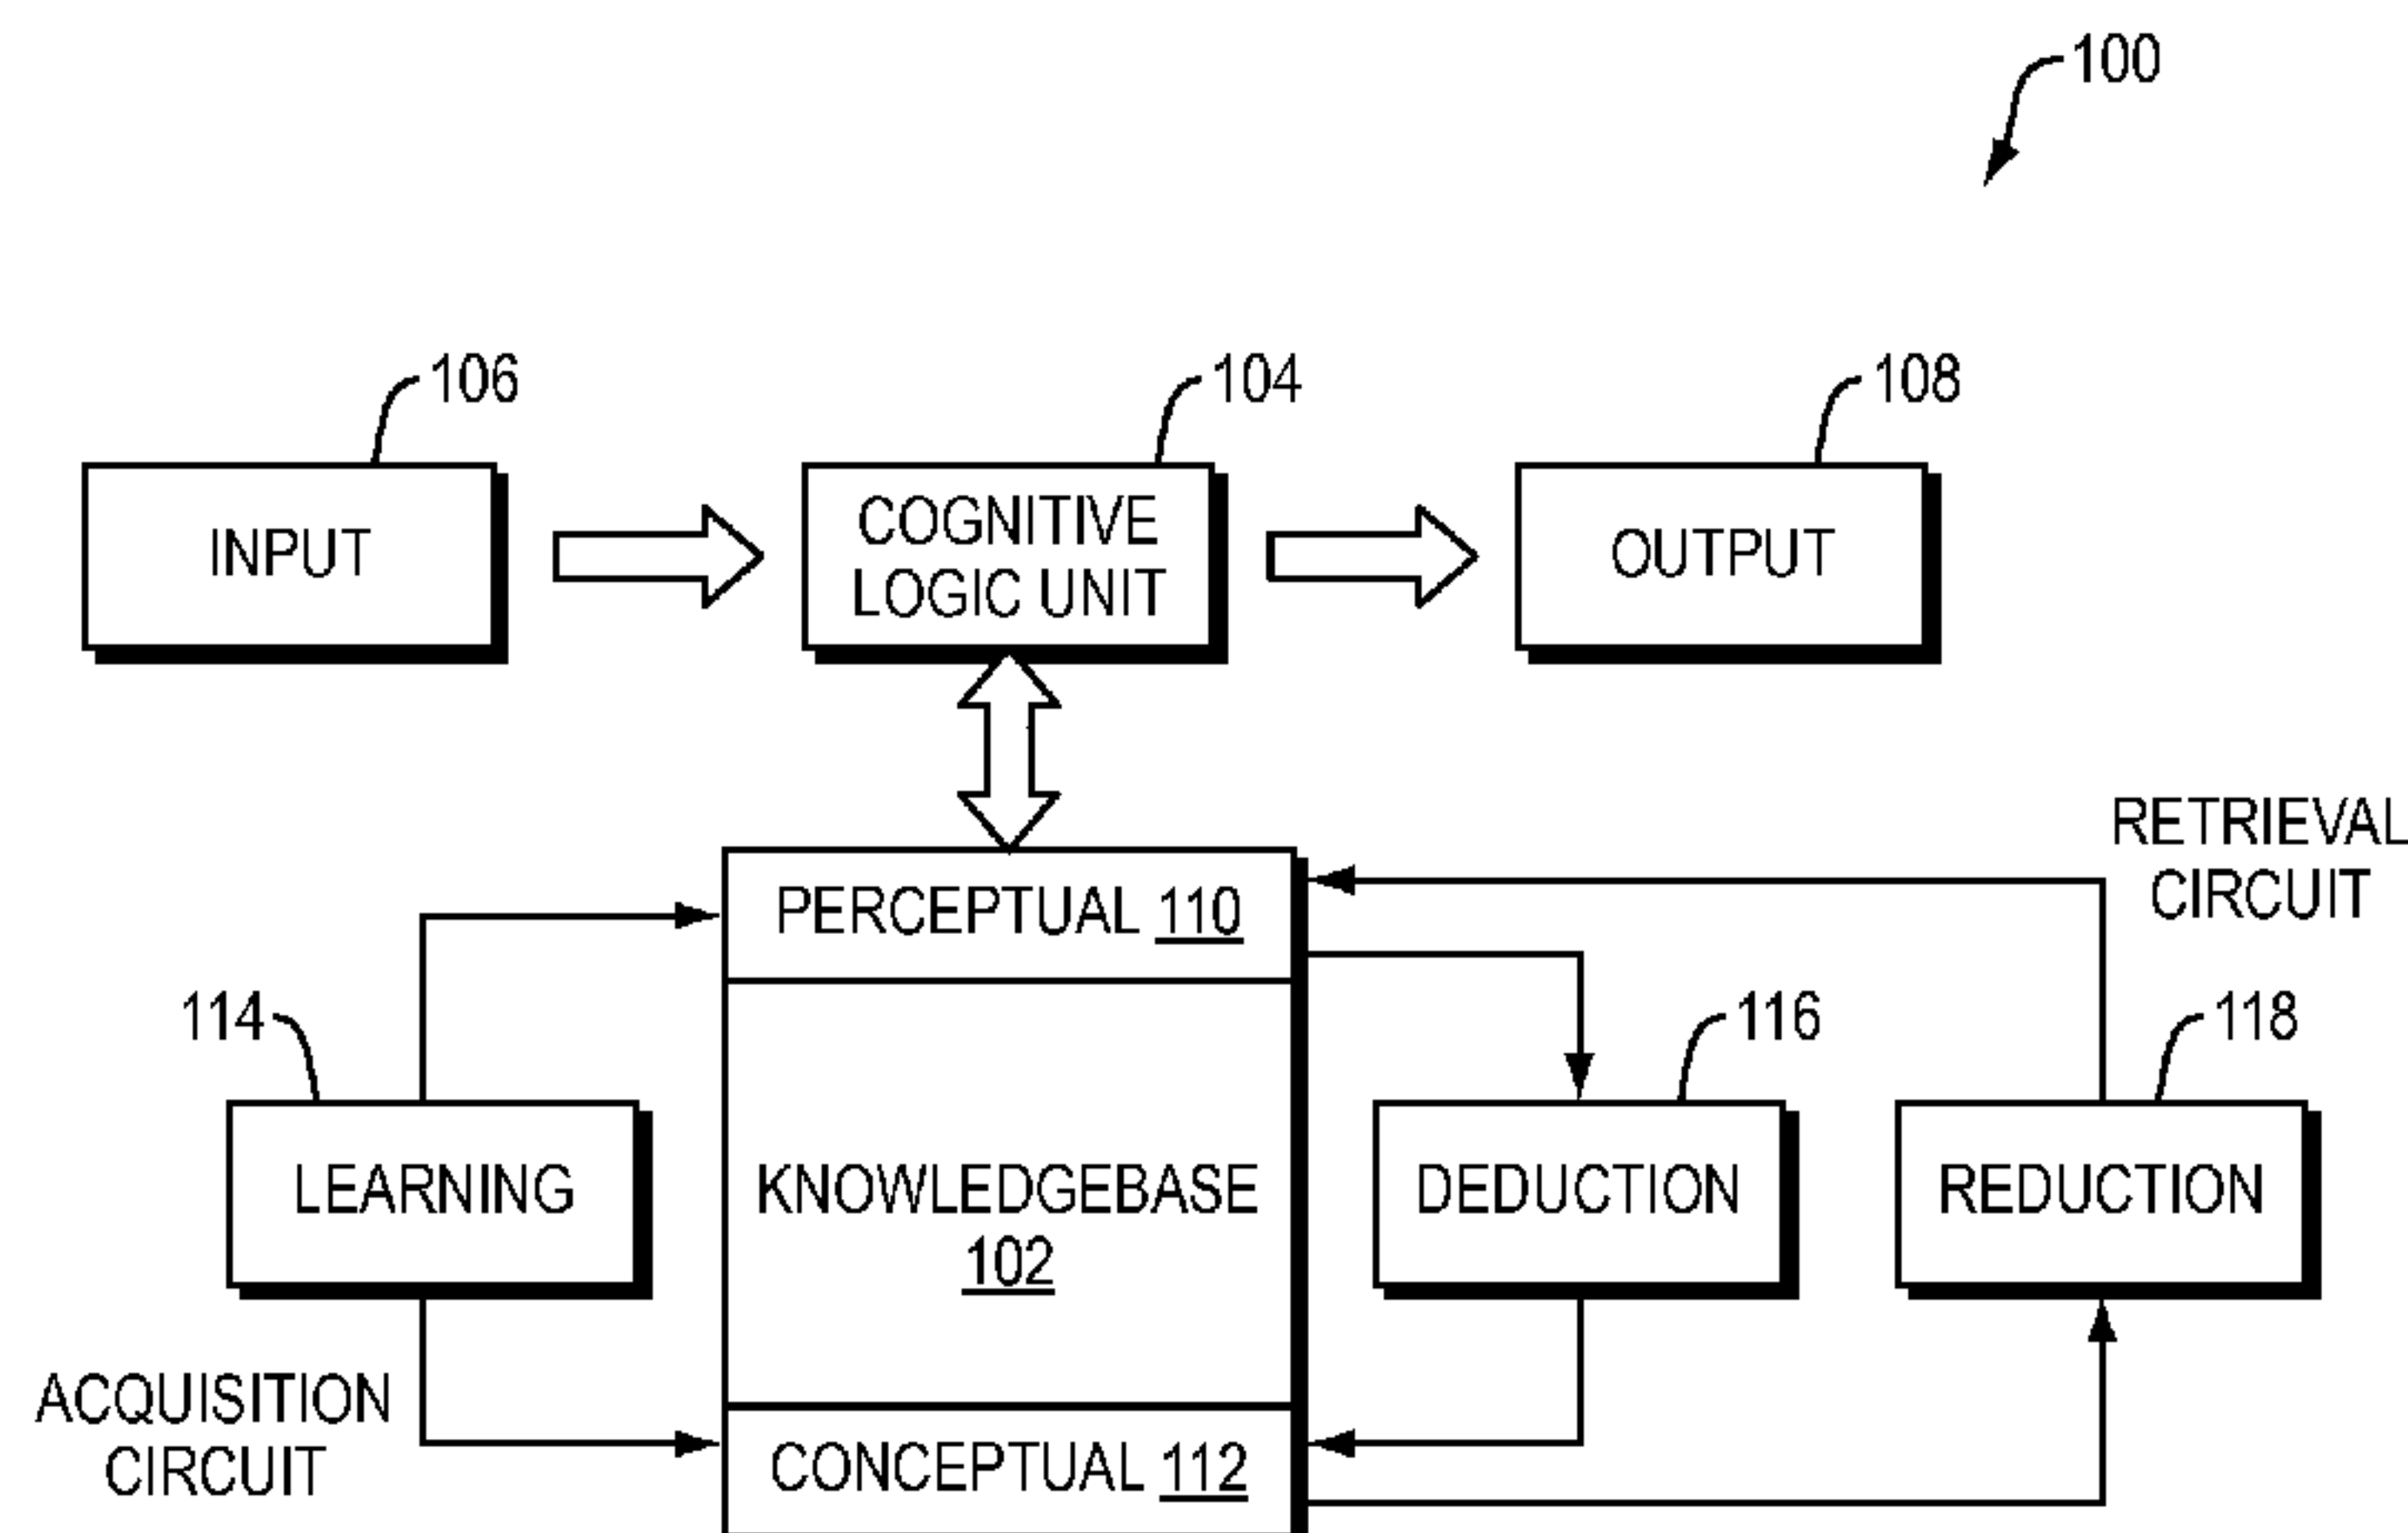 100
106
104
108
INPUT
COGNITIVE
LOGIC UNIT
OUTPUT
RETRIEVAL
CIRCUIT
PERCEPTUAL 110
114
116
118
LEARNING
KNOWLEDGEBASE
102
DEDUCTION
REDUCTION
ACQUISITION
CIRCUIT
CONCEPTUAL 112